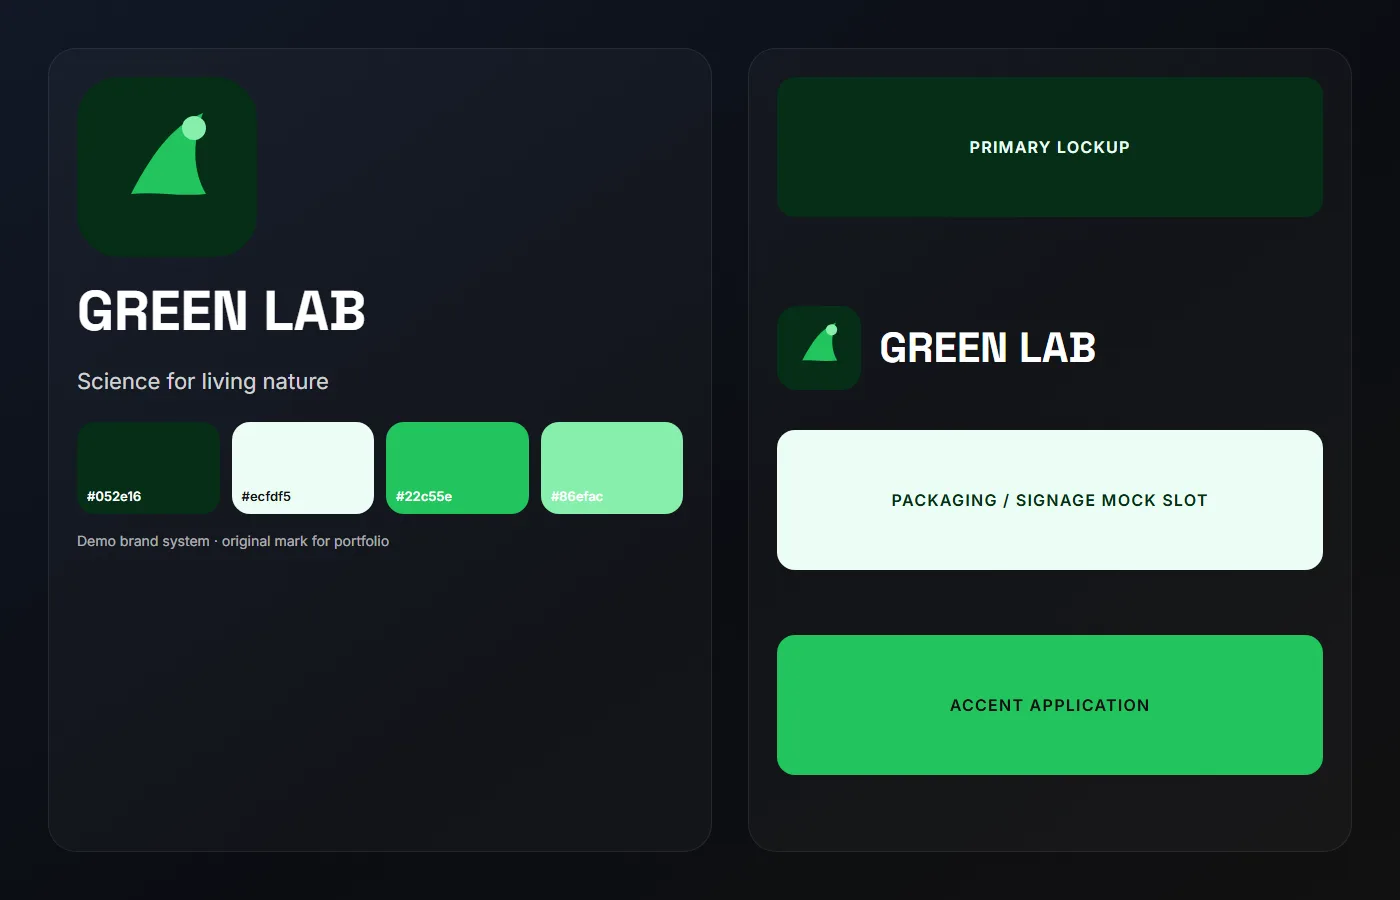 GREEN LAB
Science for living nature
#052e16
#ecfdf5
#22c55e
#86efac
Demo brand system · original mark for portfolio
PRIMARY LOCKUP
GREEN LAB
PACKAGING / SIGNAGE MOCK SLOT
ACCENT APPLICATION